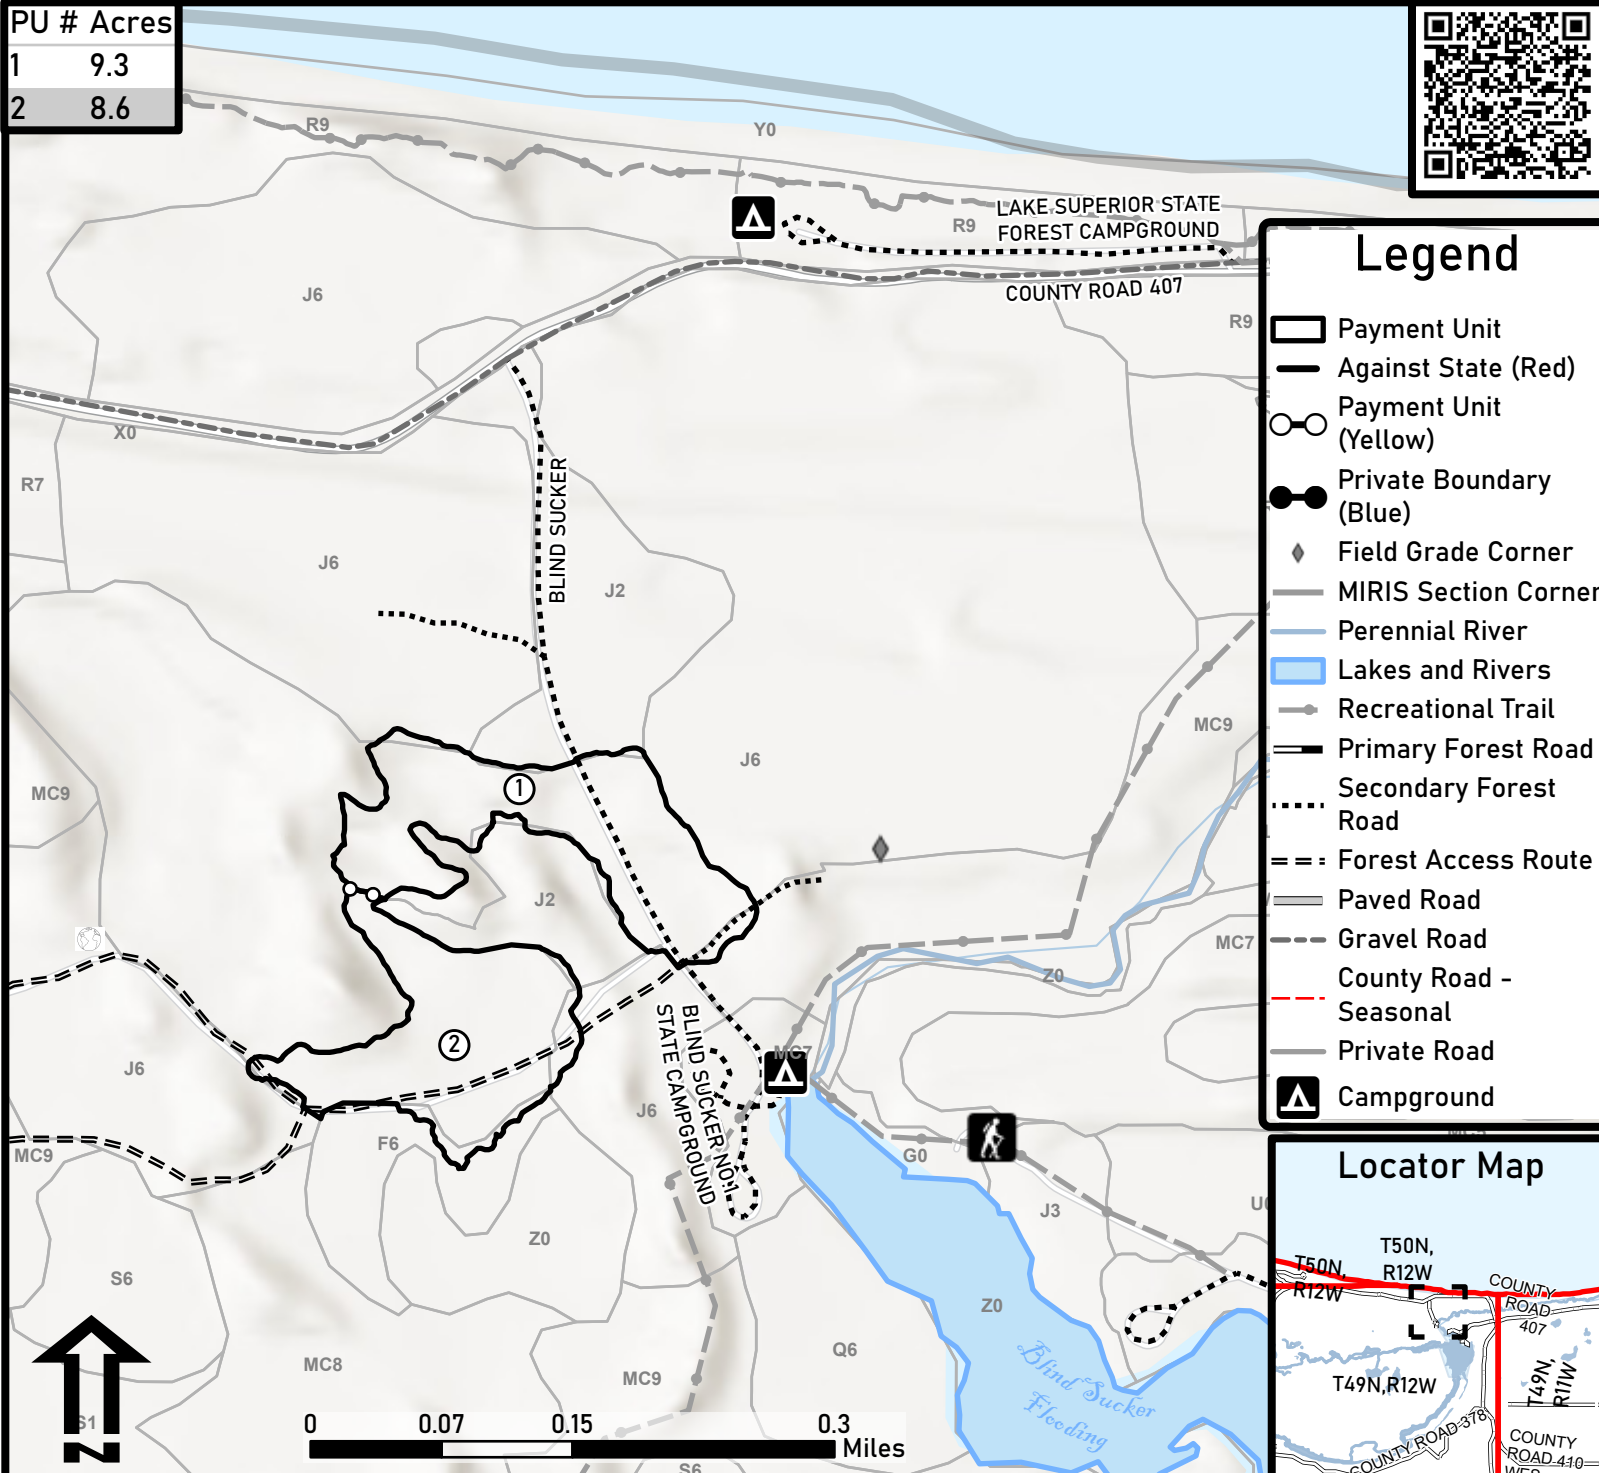 PU # Acres
1 9.3
2 8.6
R9
Y0
LAKE SUPERIOR STATE
FOREST CAMPGROUND
R9
COUNTY ROAD 407
R9
J6
X0
R7
J6
BLIND SUCKER
J2
J6
MC9
MC9
1
J2
MC7
Z0
2
J6
MC7
BLIND SUCKER NO.1
STATE CAMPGROUND
J6
F6
MC9
G0
J3
Z0
S6
Z0
Q6
MC8
MC9
S1
S6
Blind Sucker
Flooding
N
0 0.07 0.15 0.3
Miles
Legend
Payment Unit
Against State (Red)
Payment Unit
(Yellow)
Private Boundary
(Blue)
Field Grade Corner
MIRIS Section Corner
Perennial River
Lakes and Rivers
Recreational Trail
Primary Forest Road
Secondary Forest
Road
Forest Access Route
Paved Road
Gravel Road
County Road -
Seasonal
Private Road
Campground
Locator Map
T50N,
R12W
T50N,
R12W
COUNTY
ROAD
407
T49N,R12W
T49N,
R11W
COUNTY ROAD 378
COUNTY
ROAD 410